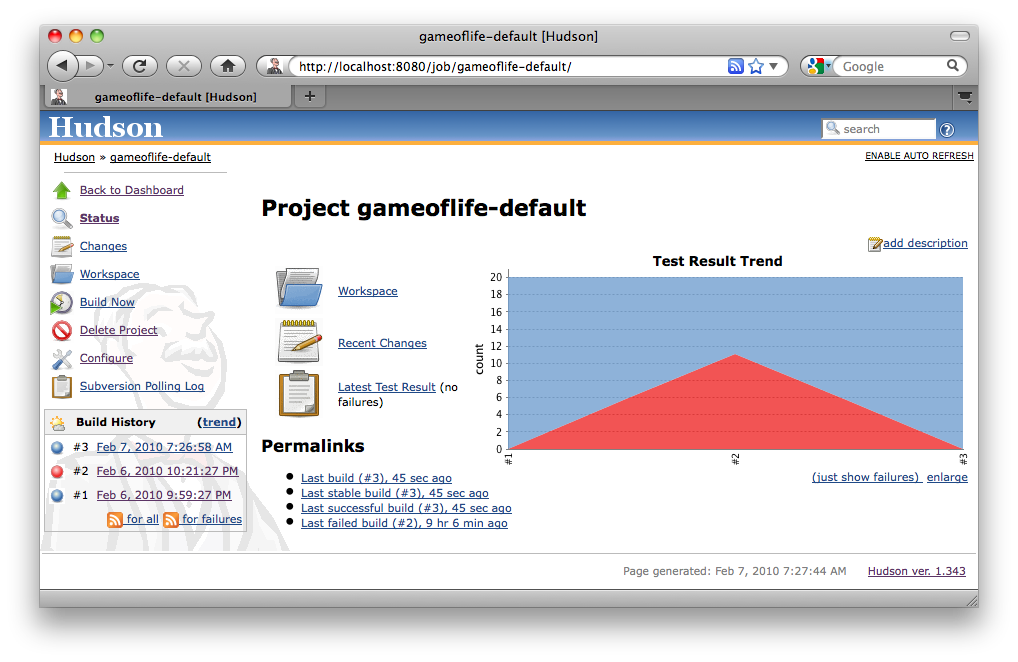 gameoflife-default [Hudson]
http://localhost:8080/job/gameoflife-default/
Google
gameoflife-default [Hudson]
+
Hudson
search
?
Hudson » gameoflife-default
ENABLE AUTO REFRESH
Back to Dashboard
Status
Changes
Workspace
Build Now
Delete Project
Configure
Subversion Polling Log
Build History (trend)
#3 Feb 7, 2010 7:26:58 AM
#2 Feb 6, 2010 10:21:27 PM
#1 Feb 6, 2010 9:59:27 PM
for all for failures
Project gameoflife-default
add description
Workspace
Recent Changes
Latest Test Result (no
failures)
Test Result Trend
count
20
18
16
14
12
10
8
6
4
2
0
#1
#2
#3
(just show failures) enlarge
Permalinks
Last build (#3), 45 sec ago
Last stable build (#3), 45 sec ago
Last successful build (#3), 45 sec ago
Last failed build (#2), 9 hr 6 min ago
Page generated: Feb 7, 2010 7:27:44 AM
Hudson ver. 1.343